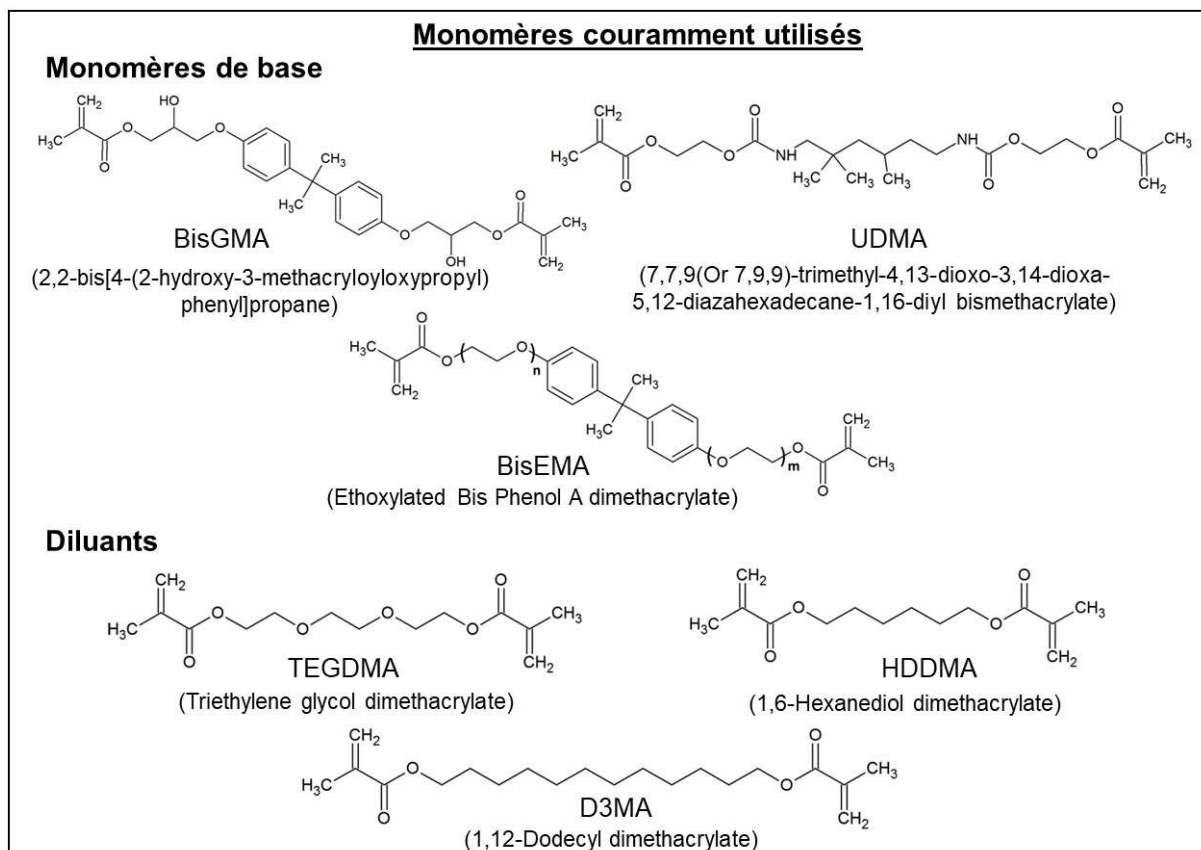 Monomères couramment utilisés
Monomères de base
HO
CH₂
H₃C
O
O
O
CH₃
H₃C
O
O
O
CH₃
OH
CH₂
BisGMA
(2,2-bis[4-(2-hydroxy-3-methacryloyloxypropyl)
phenyl]propane)
CH₂
H₃C
O
O
O
O
NH
H₃C
CH₃
CH₃
NH
O
O
O
O
CH₃
CH₂
UDMA
(7,7,9(Or 7,9,9)-trimethyl-4,13-dioxo-3,14-dioxa-
5,12-diazahexadecane-1,16-diyl bismethacrylate)
O
H₃C
CH₂
O
(
O
)
n
CH₃
H₃C
(
O
)
m
O
O
CH₂
CH₃
BisEMA
(Ethoxylated Bis Phenol A dimethacrylate)
Diluants
CH₂
H₃C
O
O
O
O
O
O
CH₃
CH₂
TEGDMA
(Triethylene glycol dimethacrylate)
CH₂
H₃C
O
O
O
O
CH₃
CH₂
HDDMA
(1,6-Hexanediol dimethacrylate)
CH₂
H₃C
O
O
O
O
CH₃
CH₂
D3MA
(1,12-Dodecyl dimethacrylate)